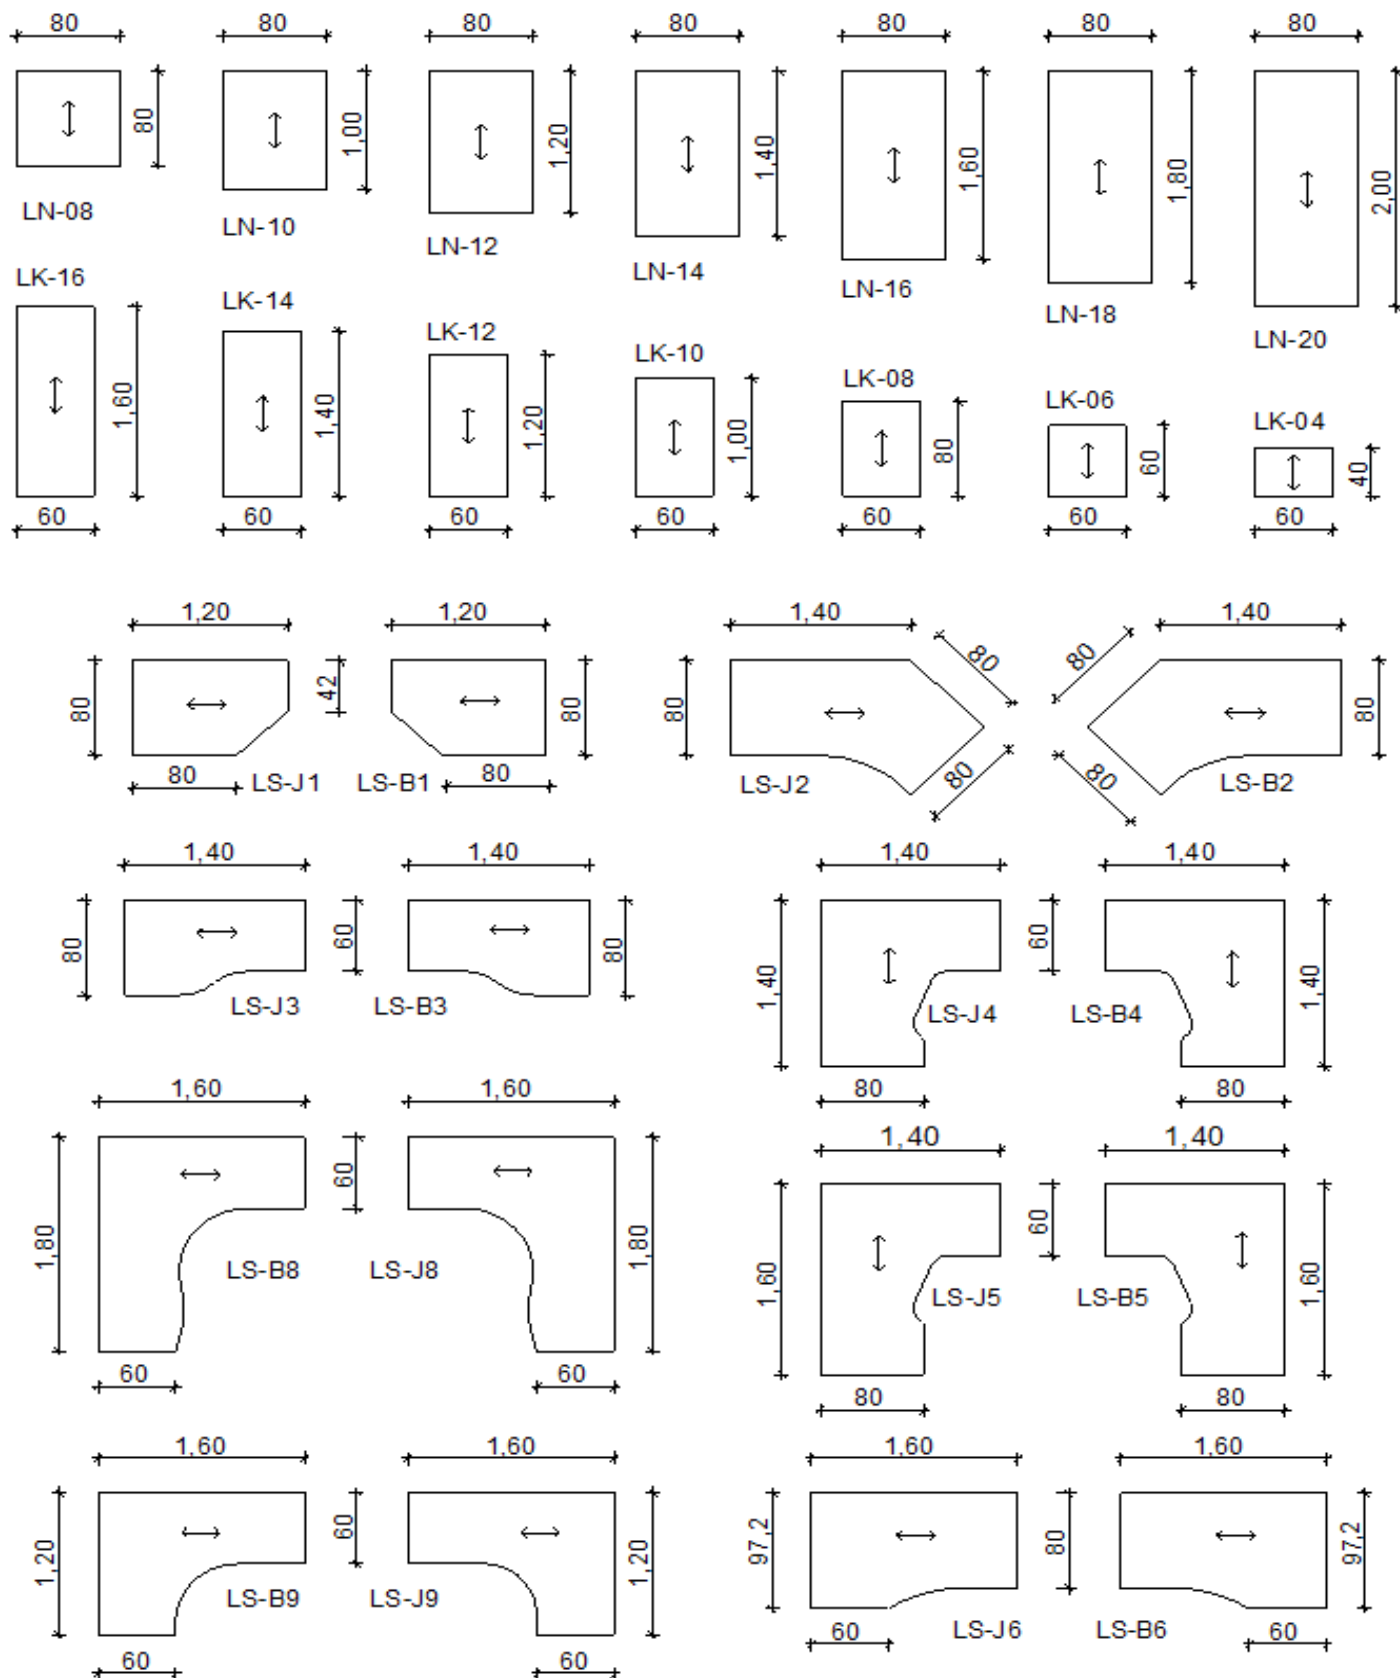 80 80 80 80 80 80 80
80 1,00 1,20 1,40 1,60 1,80 2,00
LN-08 LN-10 LN-12 LN-14 LN-16 LN-18 LN-20
LK-16 LK-14 LK-12 LK-10 LK-08 LK-06 LK-04
1,60 1,40 1,20 1,00 80 60 40
60 60 60 60 60 60 60
1,20 1,20 1,40 1,40
80 42 80 80 80 80 80
80 80 80 80
LS-J1 LS-B1 LS-J2 LS-B2
1,40 1,40 1,40 1,40
80 60 80 1,40 60 1,40
LS-J3 LS-B3 LS-J4 LS-B4
80 80
1,60 1,60 1,40 1,40
1,80 60 1,80 1,60 60 1,60
LS-B8 LS-J8 LS-J5 LS-B5
60 60 80 80
1,60 1,60 1,60 1,60
1,20 60 1,20 97,2 80 97,2
LS-B9 LS-J9 LS-J6 LS-B6
60 60 60 60